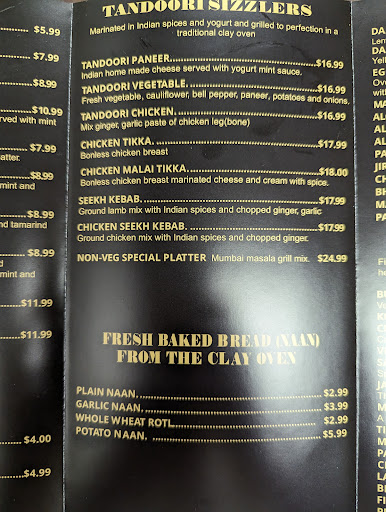 $5.99
$7.99
$8.99
$10.99
rved with mint
$7.99
atter.
$8.99
mint and
$8.99
nd tamarind
$8.99
d
mint and
$11.99
$11.99
$4.00
$4.99
TANDOORI SIZZLERS
Marinated in Indian spices and yogurt and grilled to perfection in a
traditional clay oven
TANDOORI PANEER $16.99
Indian home made cheese served with yogurt mint sauce.
TANDOORI VEGETABLE. $16.99
Fresh vegetable, cauliflower, bell pepper, paneer, potatoes and onions.
TANDOORI CHICKEN. $16.99
Mix ginger, garlic paste of chicken leg(bone)
CHICKEN TIKKA. $17.99
Bonless chicken breast
CHICKEN MALAI TIKKA $18.00
Bonless chicken breast marinated cheese and cream with spice.
SEEKH KEBAB. $17.99
Ground lamb mix with Indian spices and chopped ginger, garlic
CHICKEN SEEKH KEBAB. $17.99
Ground chicken mix with Indian spices and chopped ginger.
NON-VEG SPECIAL PLATTER Mumbai masala grill mix. $24.99
FRESH BAKED BREAD (NAAN)
FROM THE CLAY OVEN
PLAIN NAAN. $2.99
GARLIC NAAN. $3.99
WHOLE WHEAT ROTI. $2.99
POTATO NAAN. $5.99